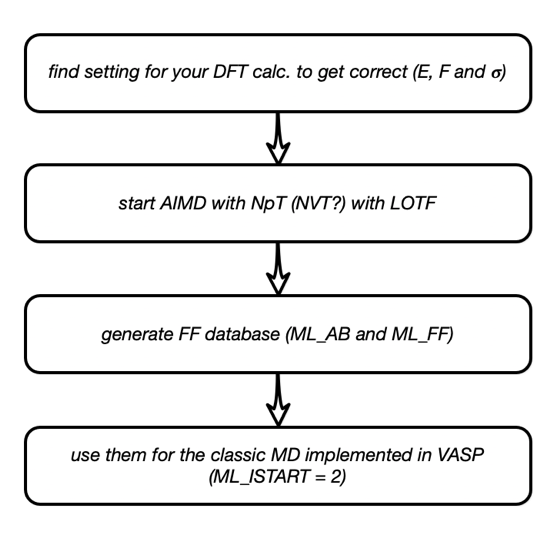 find setting for your DFT calc. to get correct (E, F and σ)
start AIMD with NpT (NVT?) with LOTF
generate FF database (ML_AB and ML_FF)
use them for the classic MD implemented in VASP
(ML_ISTART = 2)